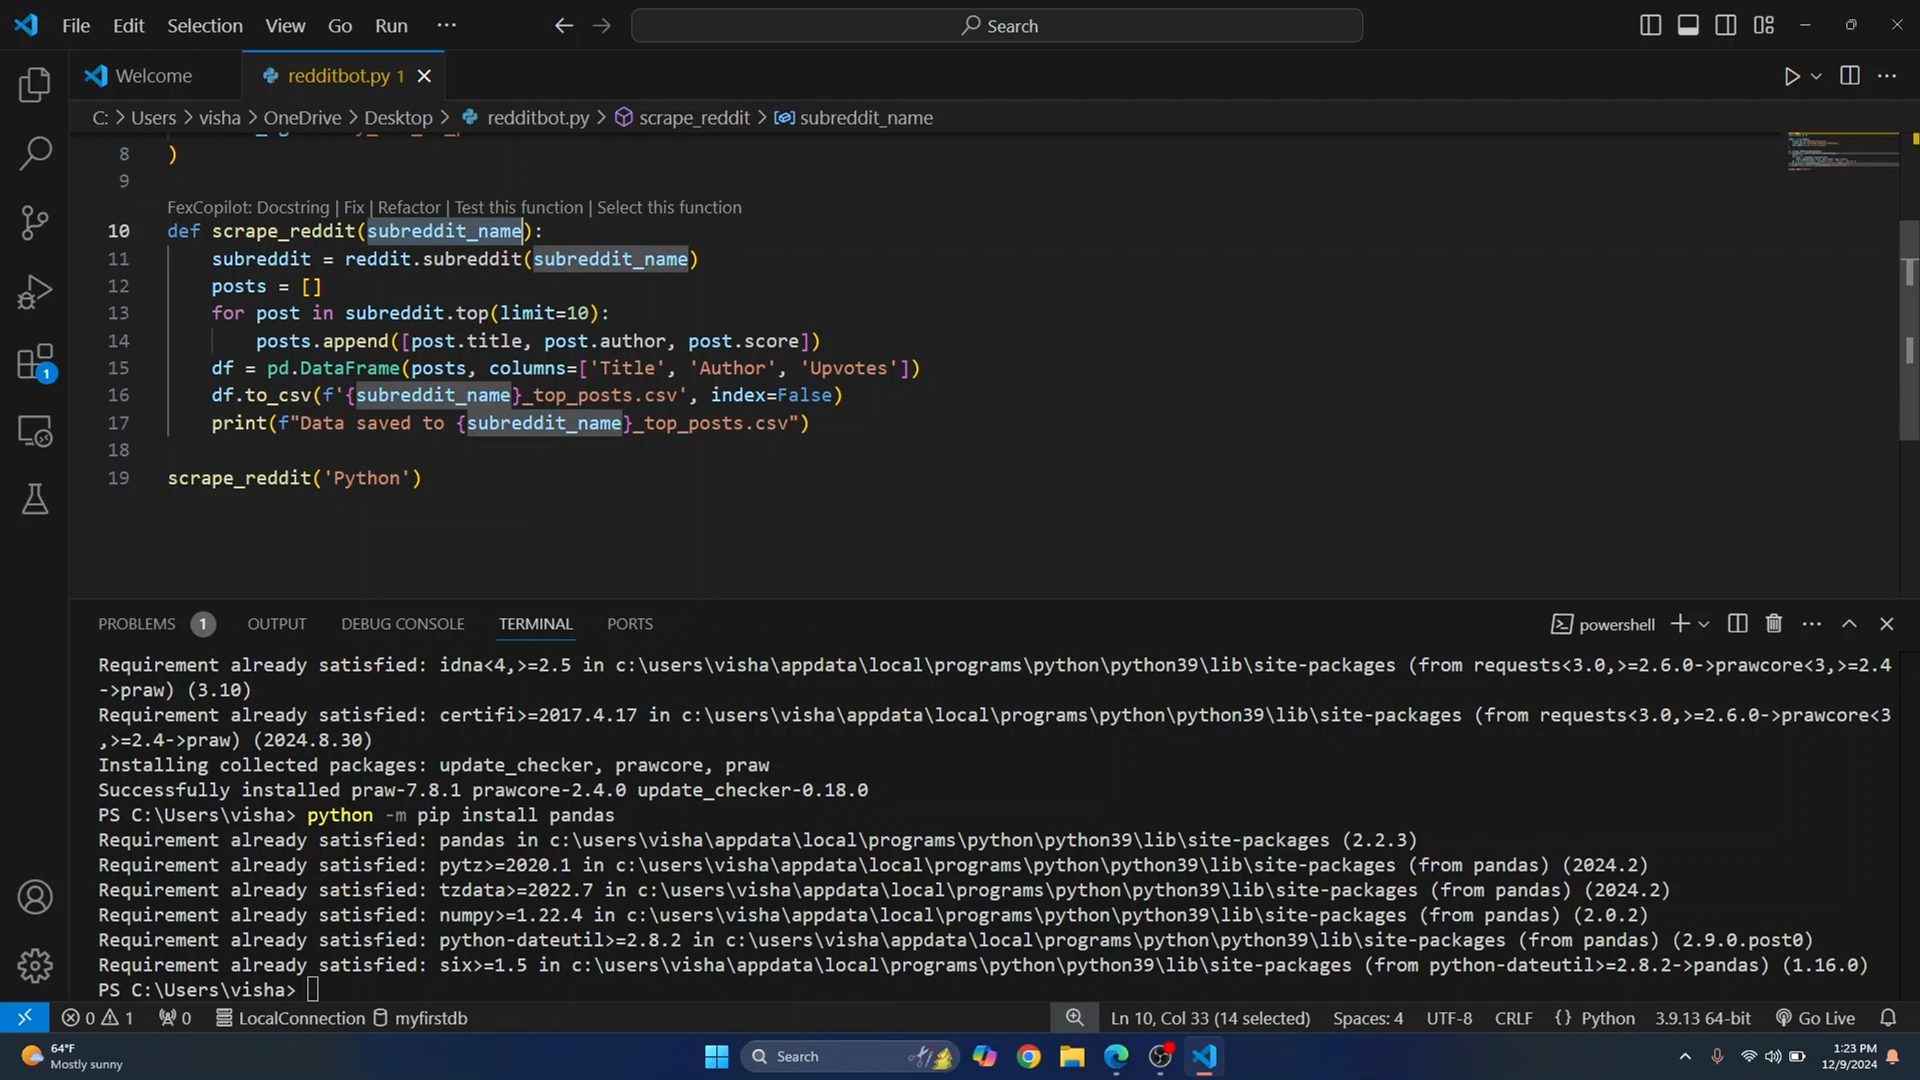 File Edit Selection View Go Run ···
Search
Welcome
redditbot.py 1
C: > Users > visha > OneDrive > Desktop > redditbot.py > scrape_reddit > subreddit_name
8 )
9
FexCopilot: Docstring | Fix | Refactor | Test this function | Select this function
10 def scrape_reddit(subreddit_name):
11 subreddit = reddit.subreddit(subreddit_name)
12 posts = []
13 for post in subreddit.top(limit=10):
14 posts.append([post.title, post.author, post.score])
15 df = pd.DataFrame(posts, columns=['Title', 'Author', 'Upvotes'])
16 df.to_csv(f'{subreddit_name}_top_posts.csv', index=False)
17 print(f"Data saved to {subreddit_name}_top_posts.csv")
18
19 scrape_reddit('Python')
1
PROBLEMS 1 OUTPUT DEBUG CONSOLE TERMINAL PORTS
powershell
Requirement already satisfied: idna<4,>=2.5 in c:\users\visha\appdata\local\programs\python\python39\lib\site-packages (from requests<3.0,>=2.6.0->prawcore<3,>=2.4
->praw) (3.10)
Requirement already satisfied: certifi>=2017.4.17 in c:\users\visha\appdata\local\programs\python\python39\lib\site-packages (from requests<3.0,>=2.6.0->prawcore<3
,>=2.4->praw) (2024.8.30)
Installing collected packages: update_checker, prawcore, praw
Successfully installed praw-7.8.1 prawcore-2.4.0 update_checker-0.18.0
PS C:\Users\visha> python -m pip install pandas
Requirement already satisfied: pandas in c:\users\visha\appdata\local\programs\python\python39\lib\site-packages (2.2.3)
Requirement already satisfied: pytz>=2020.1 in c:\users\visha\appdata\local\programs\python\python39\lib\site-packages (from pandas) (2024.2)
Requirement already satisfied: tzdata>=2022.7 in c:\users\visha\appdata\local\programs\python\python39\lib\site-packages (from pandas) (2024.2)
Requirement already satisfied: numpy>=1.22.4 in c:\users\visha\appdata\local\programs\python\python39\lib\site-packages (from pandas) (2.0.2)
Requirement already satisfied: python-dateutil>=2.8.2 in c:\users\visha\appdata\local\programs\python\python39\lib\site-packages (from pandas) (2.9.0.post0)
Requirement already satisfied: six>=1.5 in c:\users\visha\appdata\local\programs\python\python39\lib\site-packages (from python-dateutil>=2.8.2->pandas) (1.16.0)
PS C:\Users\visha>
0 1 0 LocalConnection myfirstdb
Ln 10, Col 33 (14 selected) Spaces: 4 UTF-8 CRLF {} Python 3.9.13 64-bit Go Live
64°F
Mostly sunny
Search
1:23 PM
12/9/2024